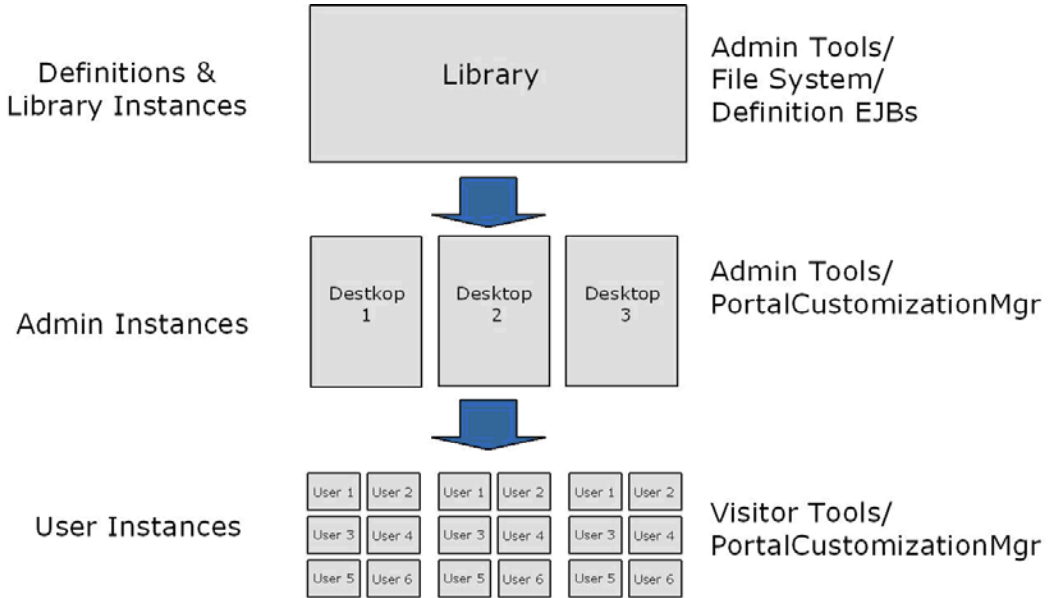 Definitions &
Library Instances
Library
Admin Tools/
File System/
Definition EJBs
Admin Instances
Destkop
1
Desktop
2
Desktop
3
Admin Tools/
PortalCustomizationMgr
User Instances
User 1 User 2 User 1 User 2 User 1 User 2
User 3 User 4 User 3 User 4 User 3 User 4
User 5 User 6 User 5 User 6 User 5 User 6
Visitor Tools/
PortalCustomizationMgr